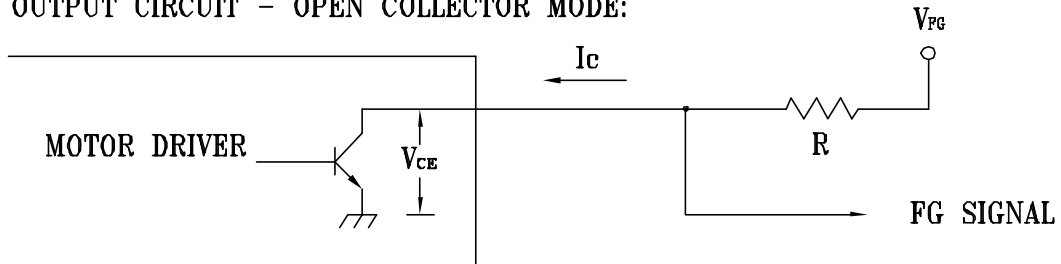 OUTPUT CIRCUIT - OPEN COLLECTOR MODE:
VFG
Ic
MOTOR DRIVER
VCE
R
FG SIGNAL